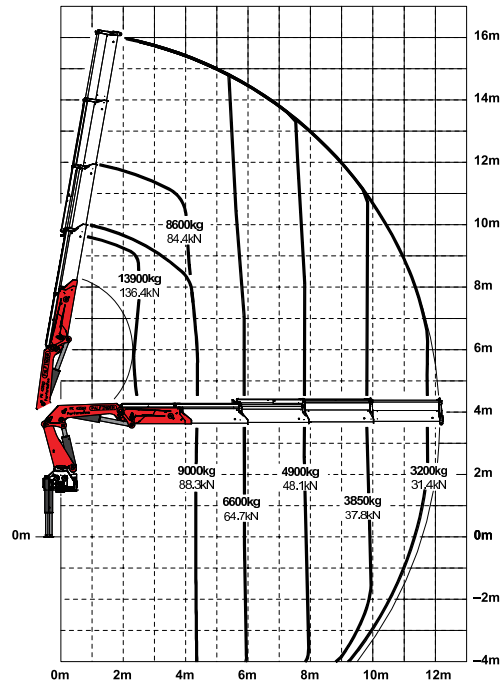 16m
14m
12m
10m
8600kg
84.4kN
13900kg
136.4kN
8m
6m
4m
9000kg
88.3kN
4900kg
48.1kN
3200kg
31.4kN
2m
6600kg
64.7kN
3850kg
37.8kN
0m
0m
−2m
−4m
0m
2m
4m
6m
8m
10m
12m